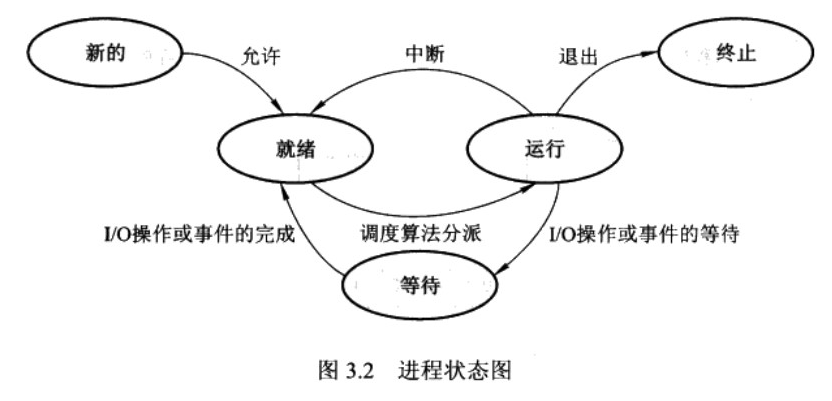 新的
允许
中断
退出
终止
就绪
运行
I/O操作或事件的完成
调度算法分派
I/O操作或事件的等待
等待
图 3.2 进程状态图